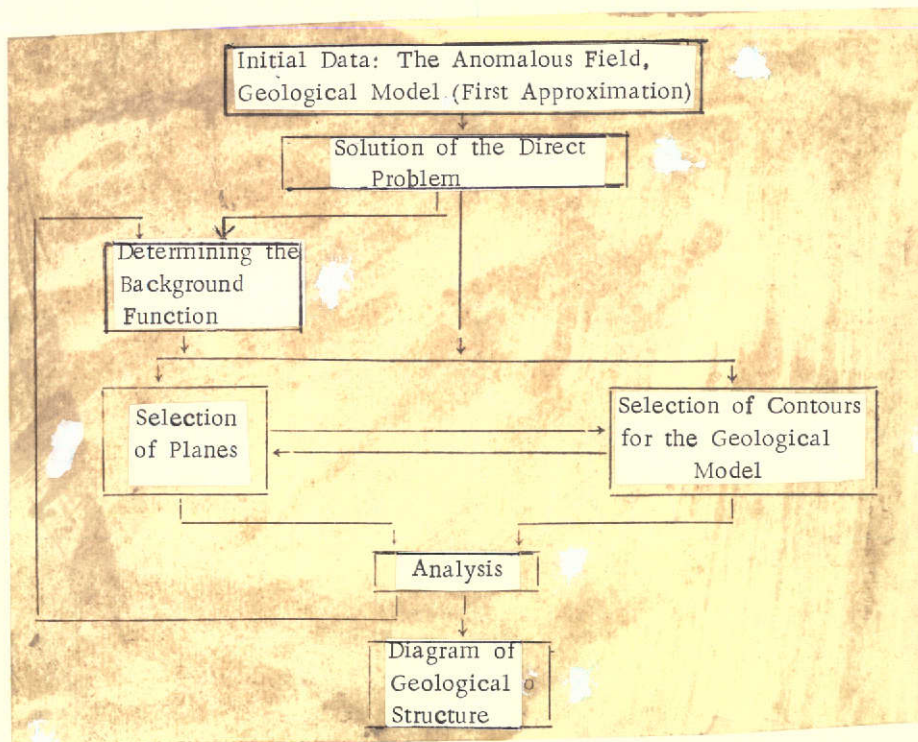 Initial Data: The Anomalous Field,
Geological Model (First Approximation)
Solution of the Direct
Problem
Determining the
Background
Function
Selection
of Planes
Selection of Contours
for the Geological
Model
Analysis
Diagram of
Geological
Structure